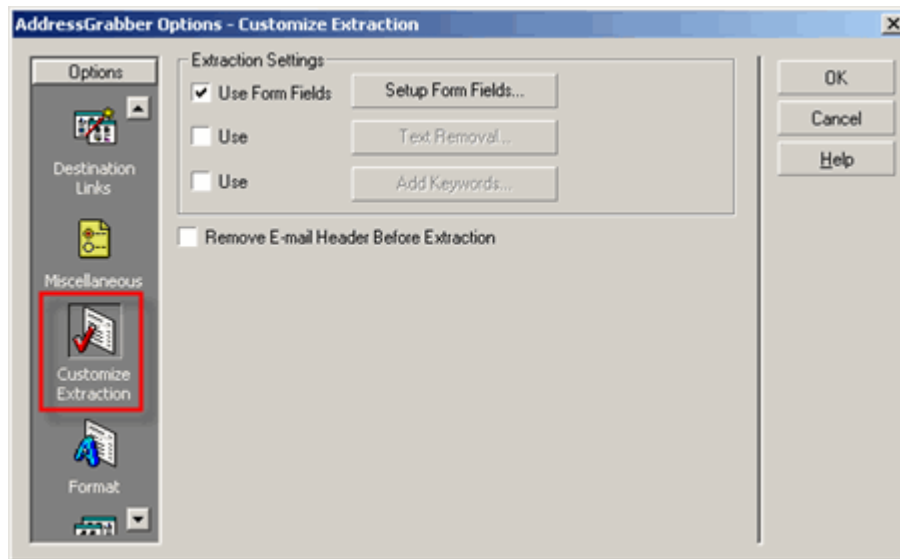 AddressGrabber Options - Customize Extraction
Options
Destination
Links
Miscellaneous
Customize
Extraction
Format
Extraction Settings
Use Form Fields
Setup Form Fields...
Use
Text Removal...
Use
Add Keywords...
Remove E-mail Header Before Extraction
OK
Cancel
Help